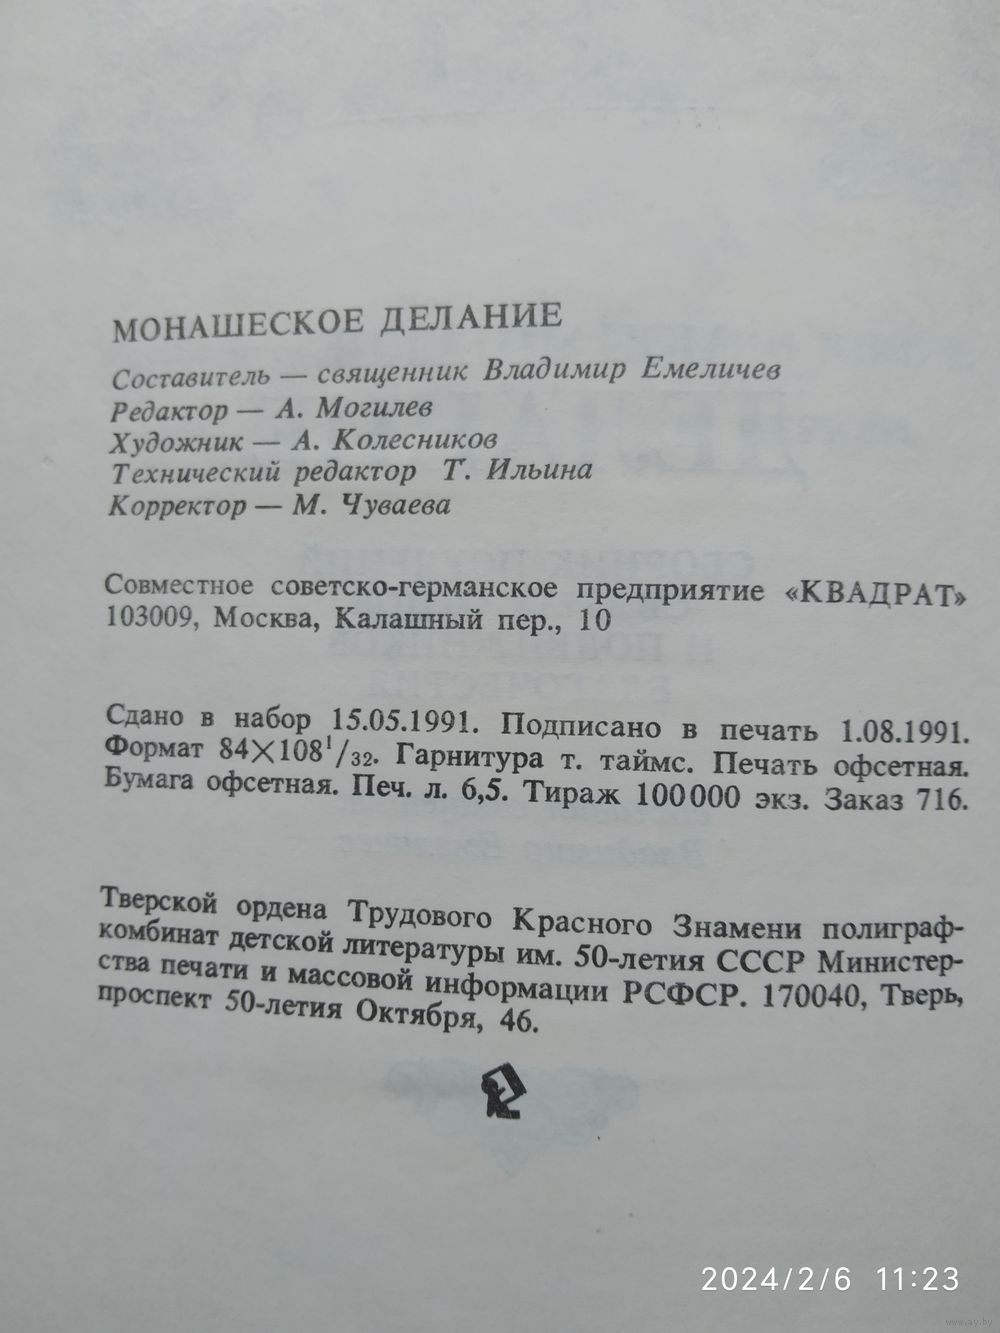 МОНАШЕСКОЕ ДЕЛАНИЕ
Составитель — священник Владимир Емеличев
Редактор — А. Могилев
Художник — А. Колесников
Технический редактор Т. Ильина
Корректор — М. Чуваева
Совместное советско-германское предприятие «КВАДРАТ»
103009, Москва, Калашный пер., 10
Сдано в набор 15.05.1991. Подписано в печать 1.08.1991.
Формат 84×108¹/₃₂. Гарнитура т. таймс. Печать офсетная.
Бумага офсетная. Печ. л. 6,5. Тираж 100000 экз. Заказ 716.
Тверской ордена Трудового Красного Знамени полиграф-
комбинат детской литературы им. 50-летия СССР Министер-
ства печати и массовой информации РСФСР. 170040, Тверь,
проспект 50-летия Октября, 46.
2024/2/6 11:23
www.ay.by